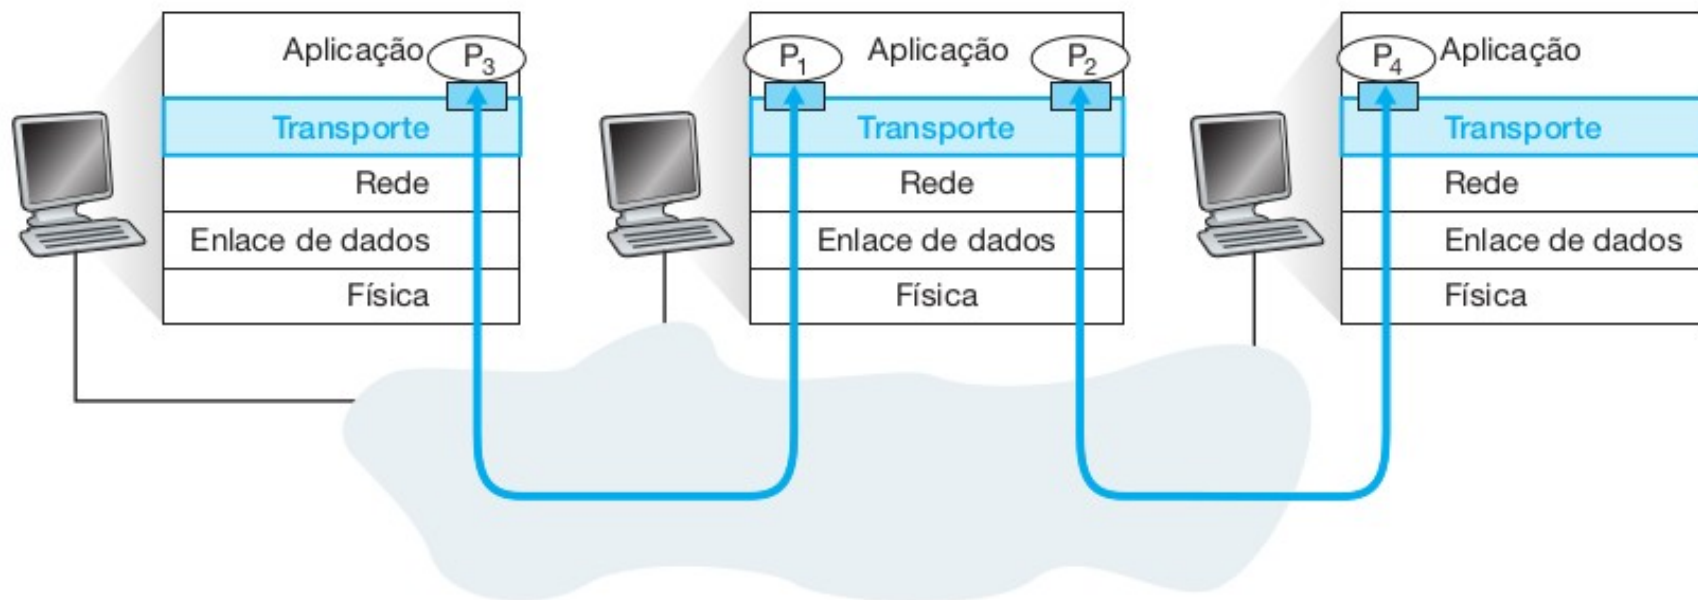 Aplicação P3
Transporte
Rede
Enlace de dados
Física
P1 Aplicação P2
Transporte
Rede
Enlace de dados
Física
P4 Aplicação
Transporte
Rede
Enlace de dados
Física